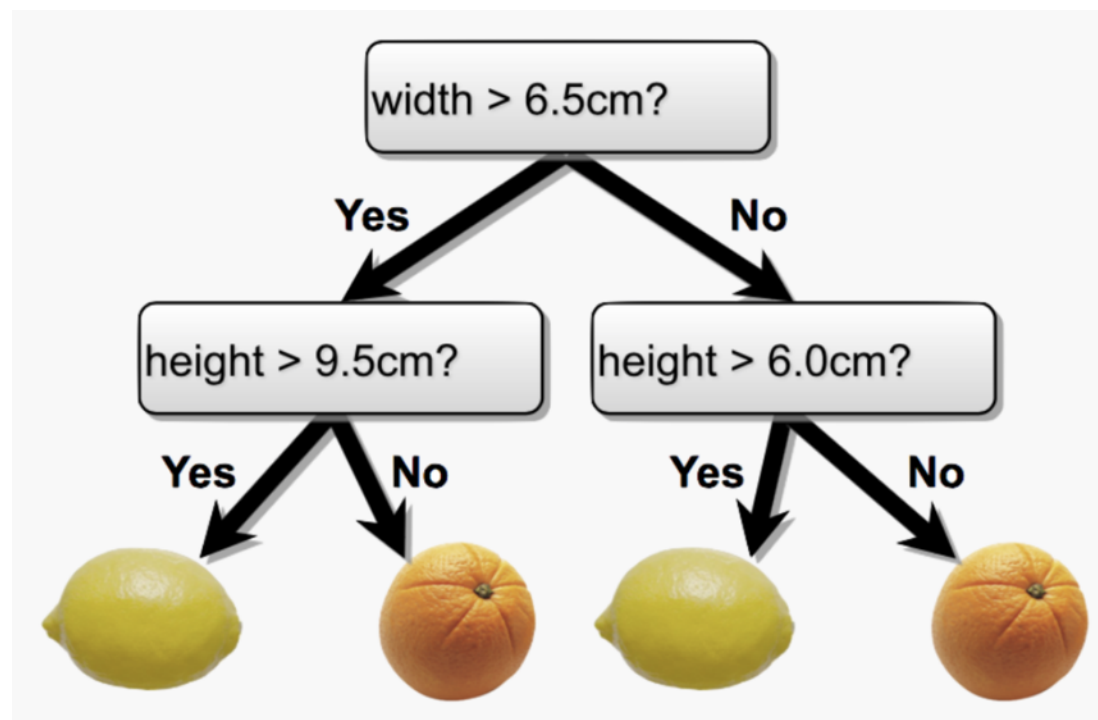 width > 6.5cm?
Yes
No
height > 9.5cm?
height > 6.0cm?
Yes
No
Yes
No